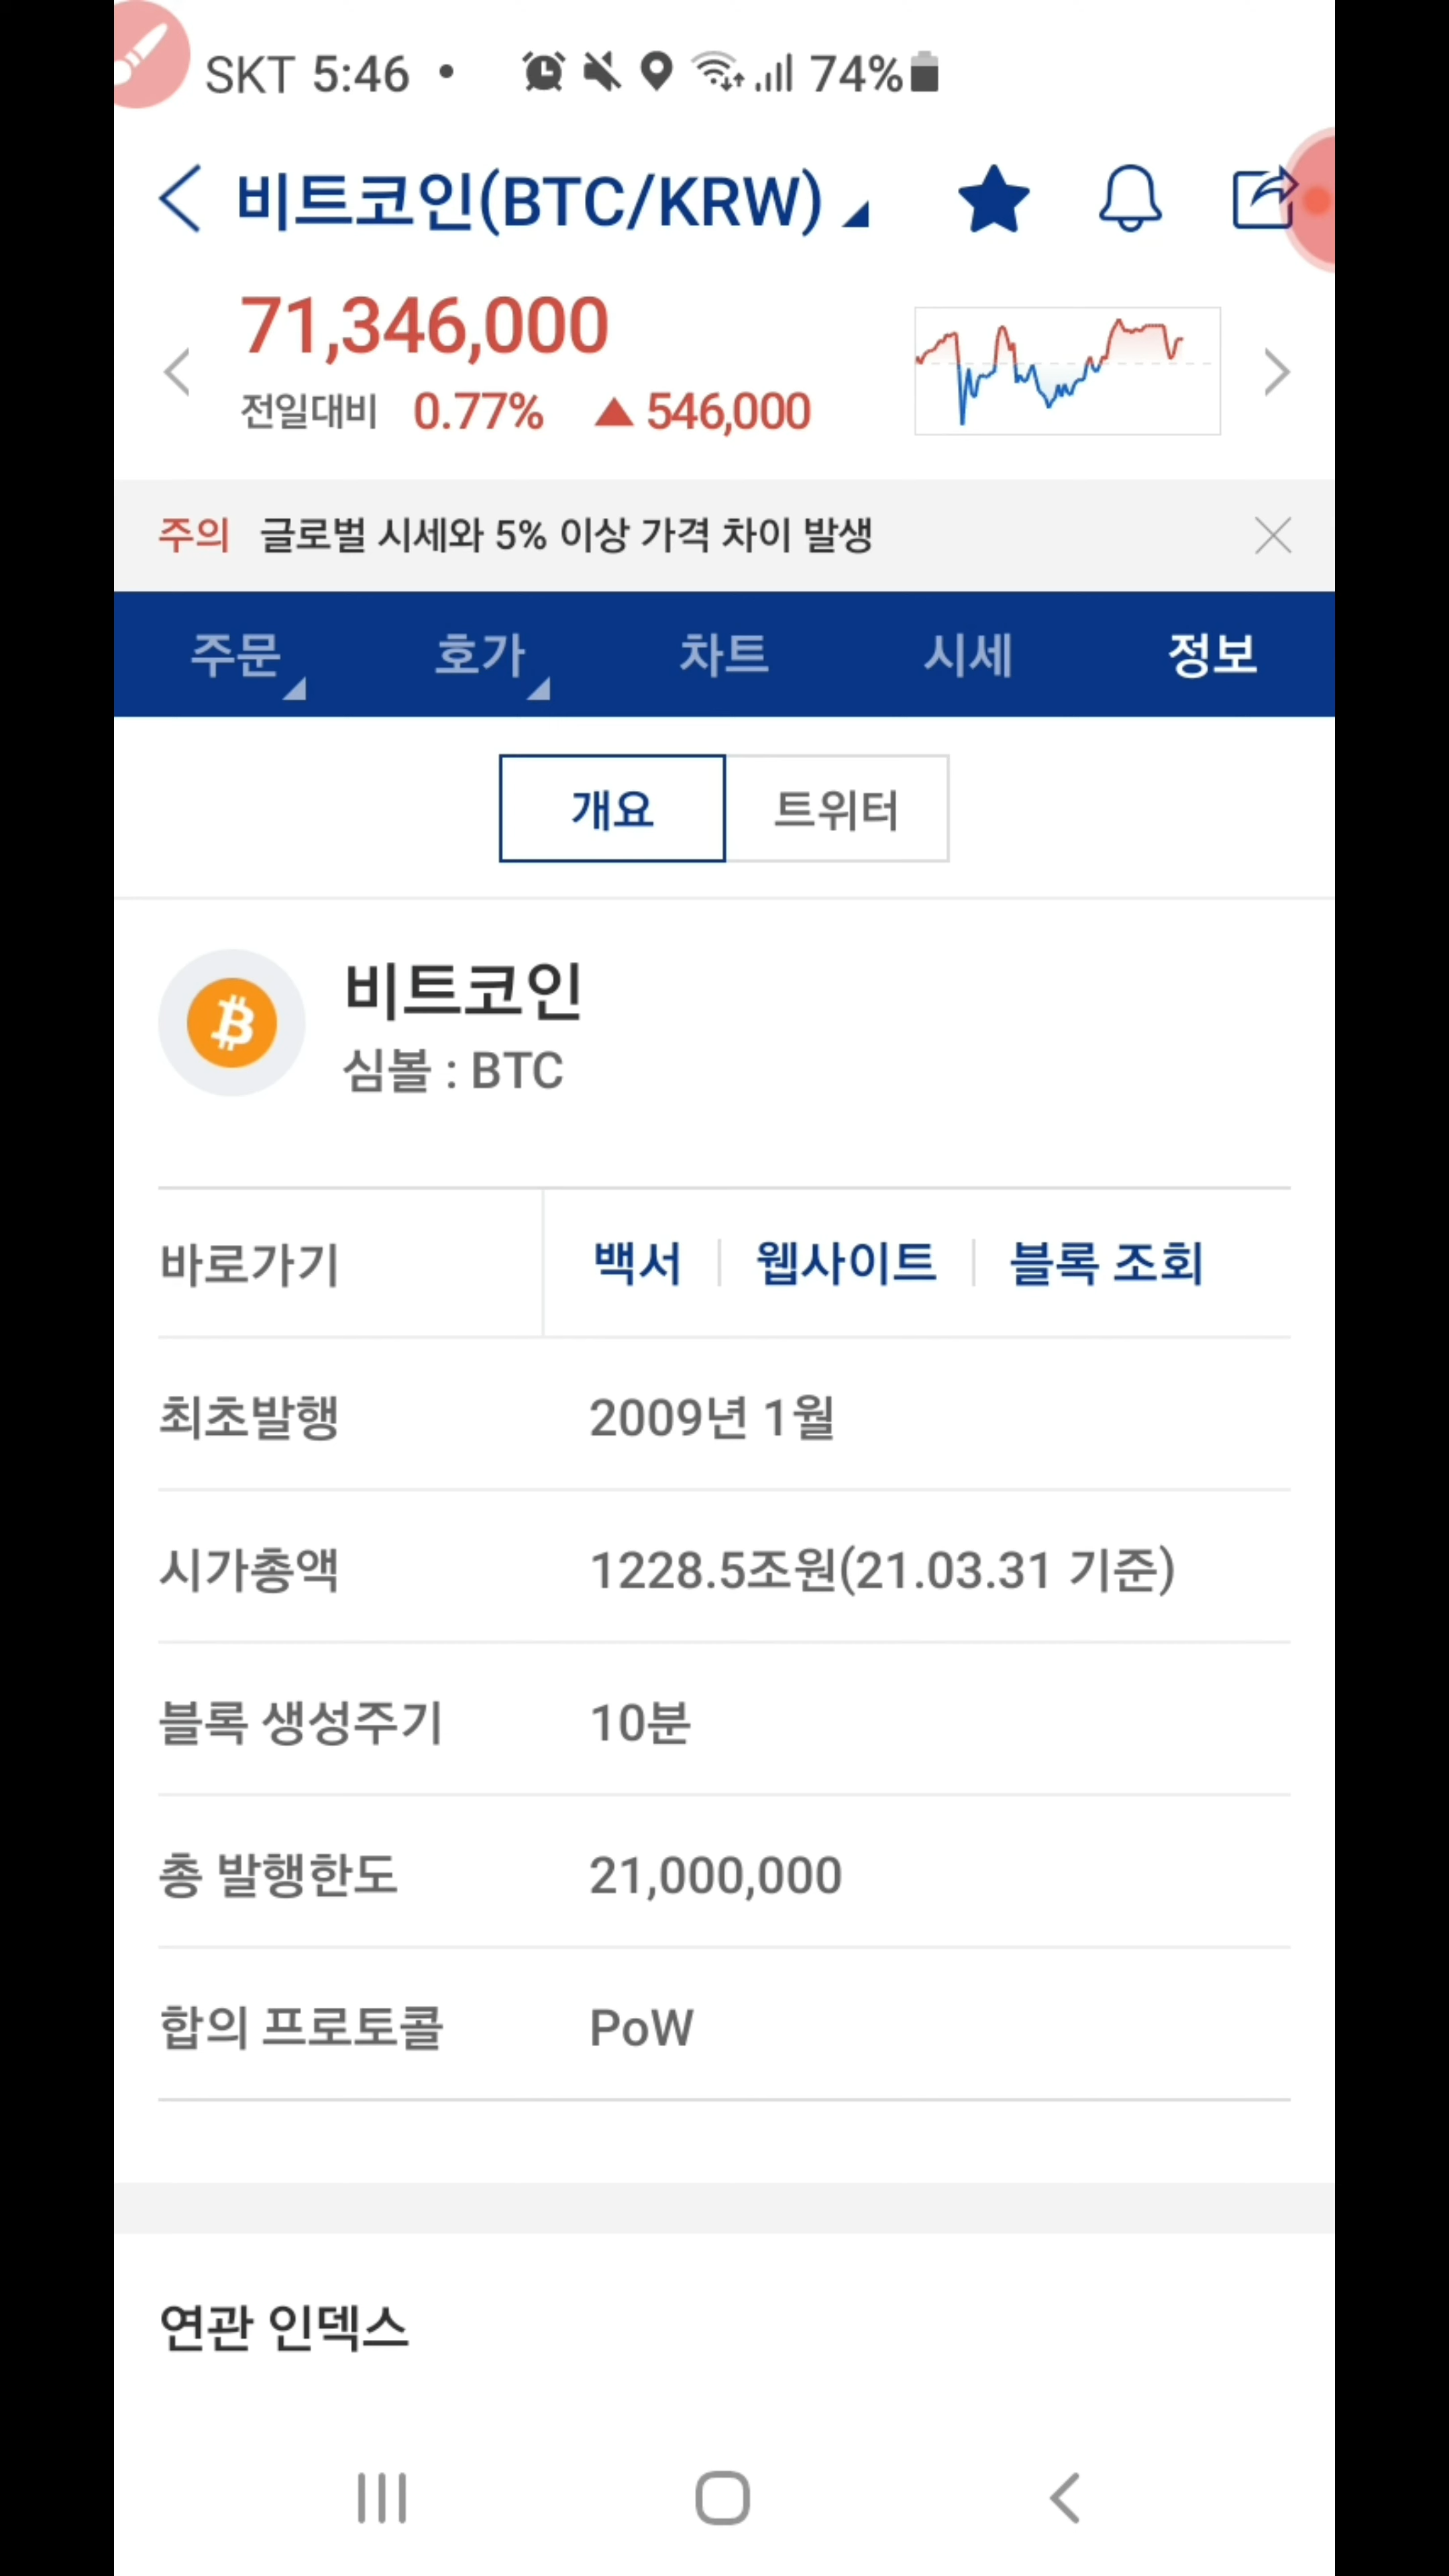 SKT 5:46 • 74%
비트코인(BTC/KRW)
71,346,000
전일대비 0.77% ▲ 546,000
주의 글로벌 시세와 5% 이상 가격 차이 발생
주문 호가 차트 시세 정보
개요 트위터
비트코인
심볼 : BTC
바로가기 백서 웹사이트 블록 조회
최초발행 2009년 1월
시가총액 1228.5조원(21.03.31 기준)
블록 생성주기 10분
총 발행한도 21,000,000
합의 프로토콜 PoW
연관 인덱스